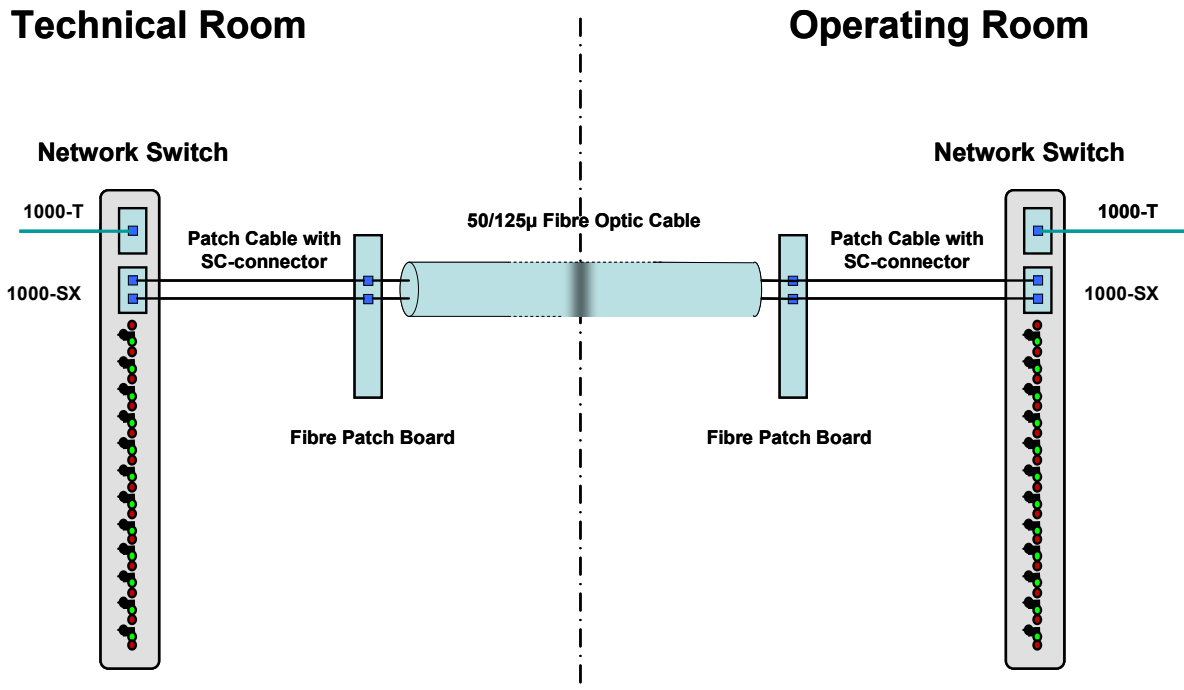 Technical Room
Operating Room
Network Switch
Network Switch
1000-T
50/125µ Fibre Optic Cable
1000-T
Patch Cable with
SC-connector
Patch Cable with
SC-connector
1000-SX
1000-SX
Fibre Patch Board
Fibre Patch Board